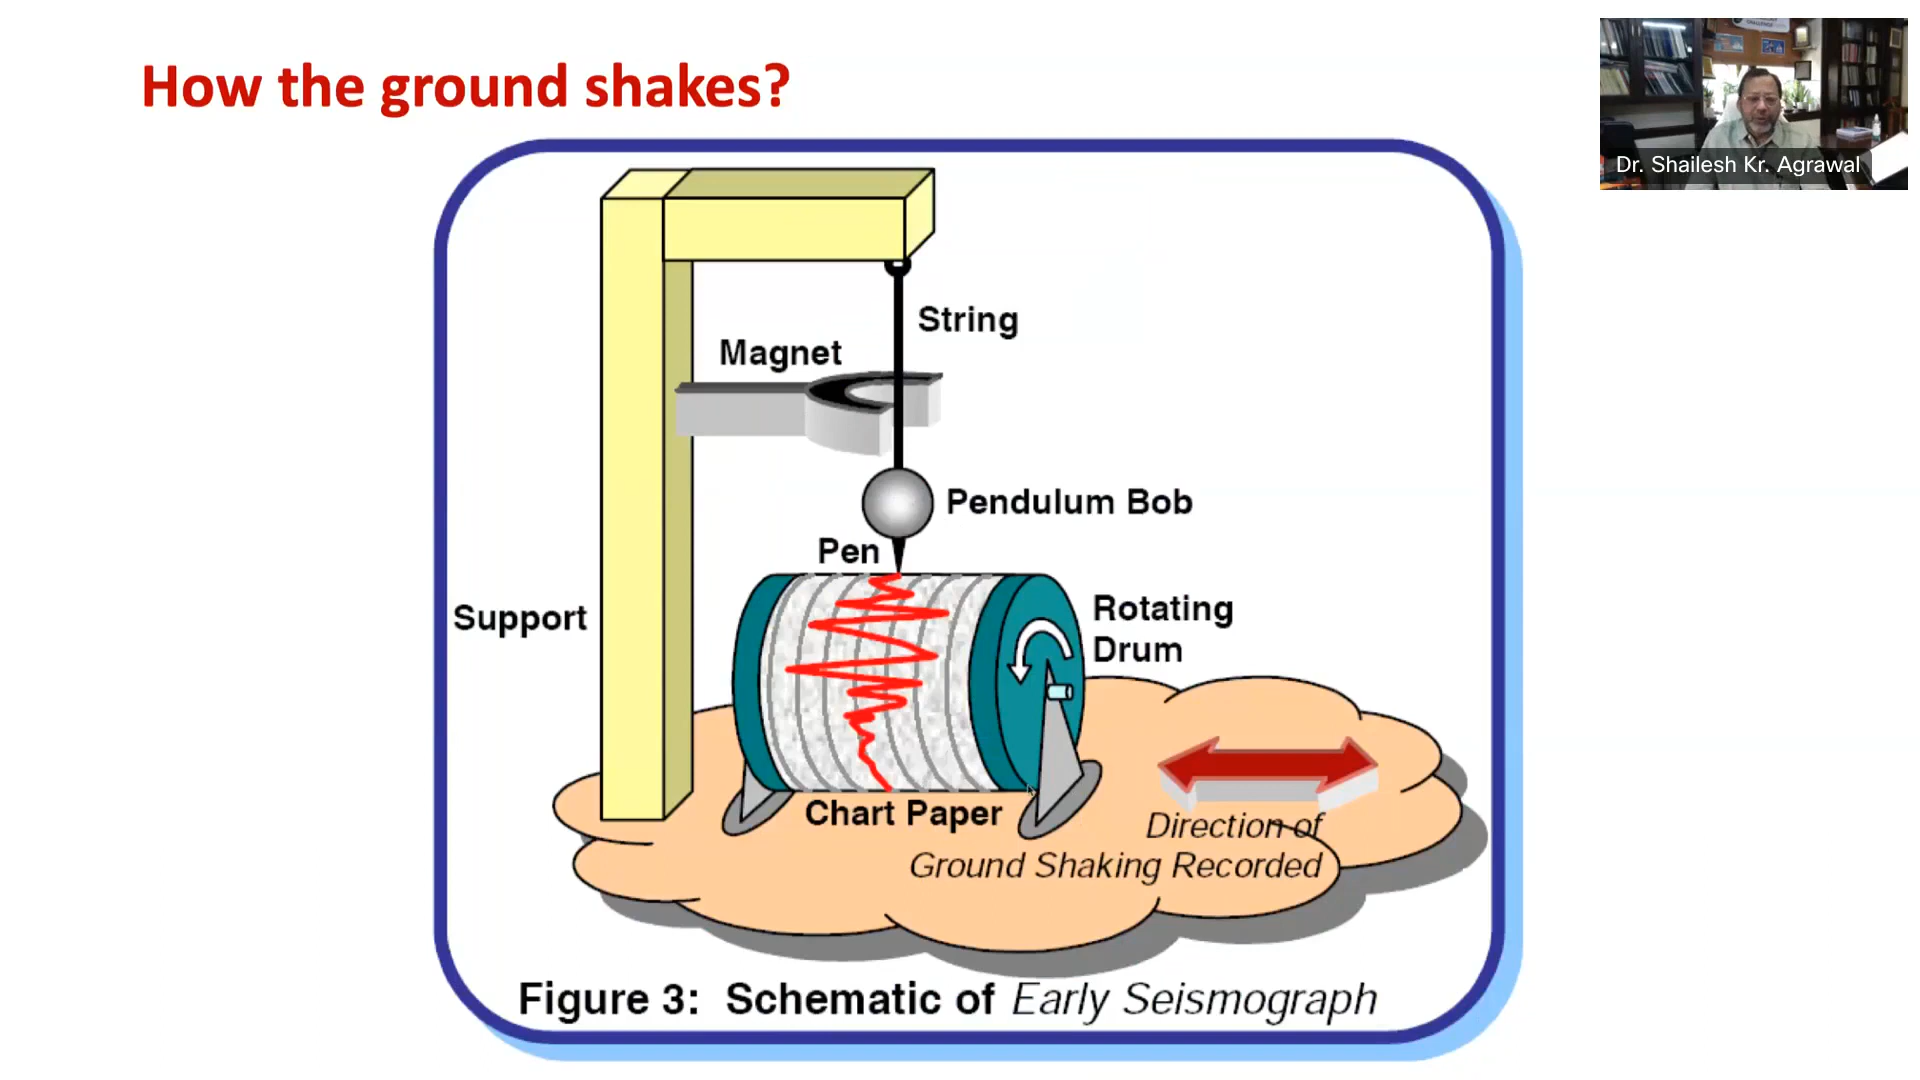 How the ground shakes?
Dr. Shailesh Kr. Agrawal
String
Magnet
Pendulum Bob
Pen
Support
Rotating
Drum
Chart Paper
Direction of
Ground Shaking Recorded
Figure 3: Schematic of Early Seismograph